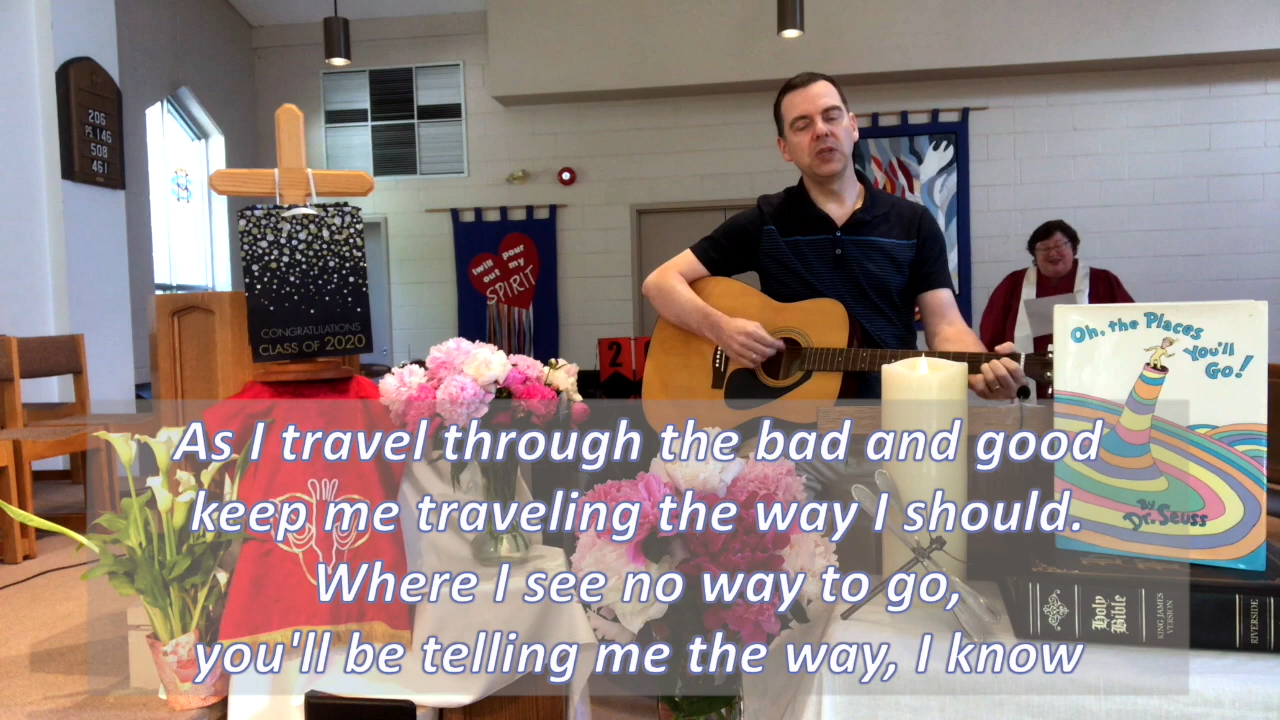 206
PS. 146
508
461
CONGRATULATIONS
CLASS OF 2020
I will pour
out my
SPIRIT
2
Oh, the Places
You'll
Go!
By
Dr. Seuss
Holy
Bible
KING JAMES
VERSION
RIVERSIDE
As I travel through the bad and good
keep me traveling the way I should.
Where I see no way to go,
you'll be telling me the way, I know